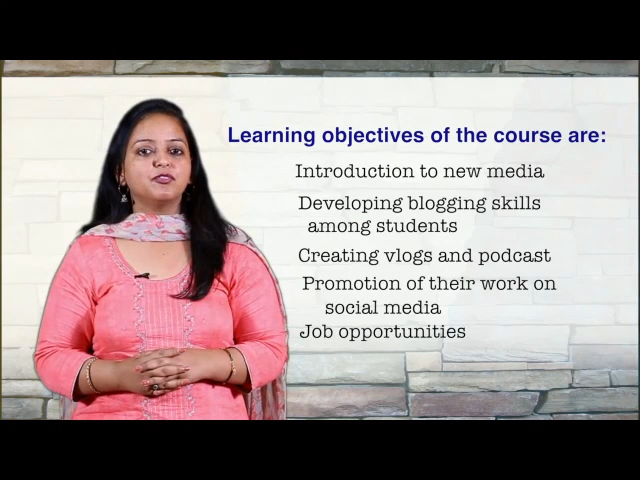 Learning objectives of the course are:
Introduction to new media
Developing blogging skills
among students
Creating vlogs and podcast
Promotion of their work on
social media
Job opportunities